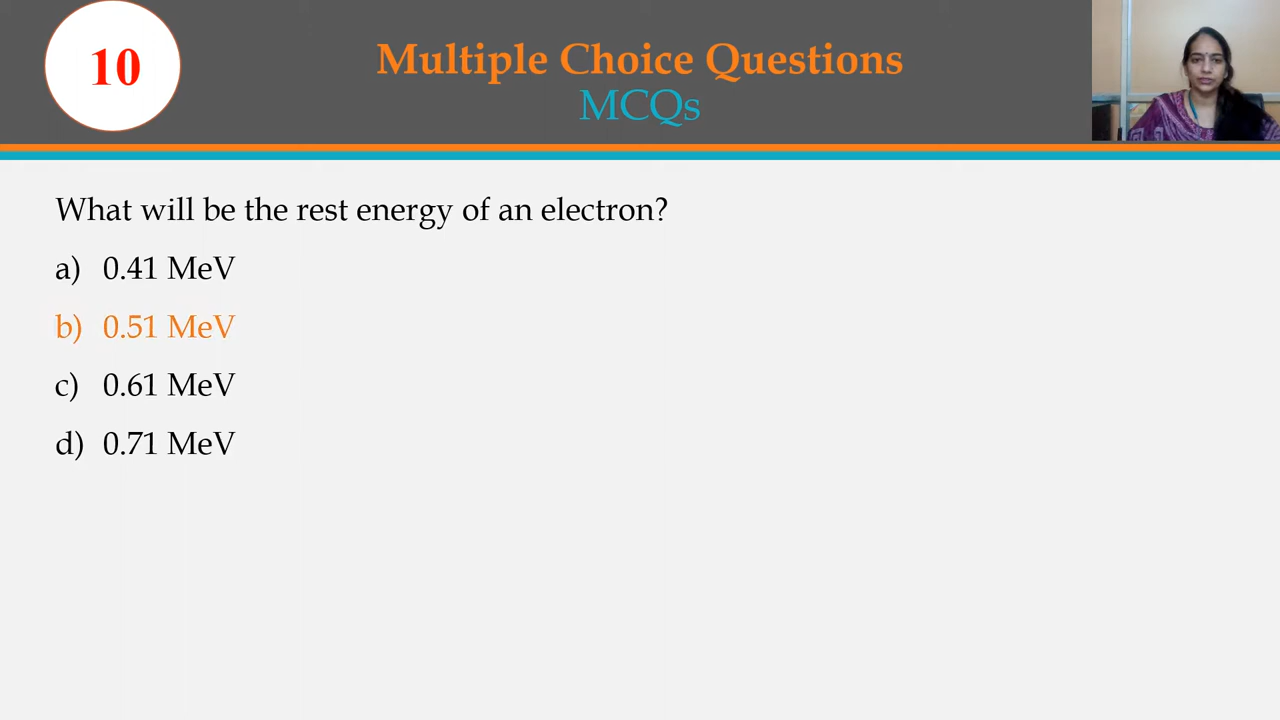 10
Multiple Choice Questions
MCQs
What will be the rest energy of an electron?
a) 0.41 MeV
b) 0.51 MeV
c) 0.61 MeV
d) 0.71 MeV